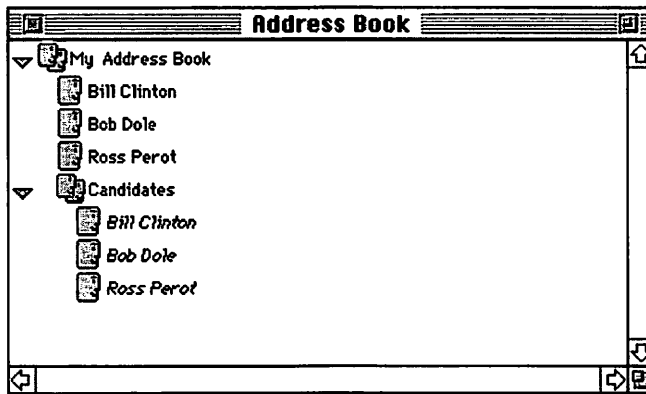 Address Book
My Address Book
Bill Clinton
Bob Dole
Ross Perot
Candidates
Bill Clinton
Bob Dole
Ross Perot